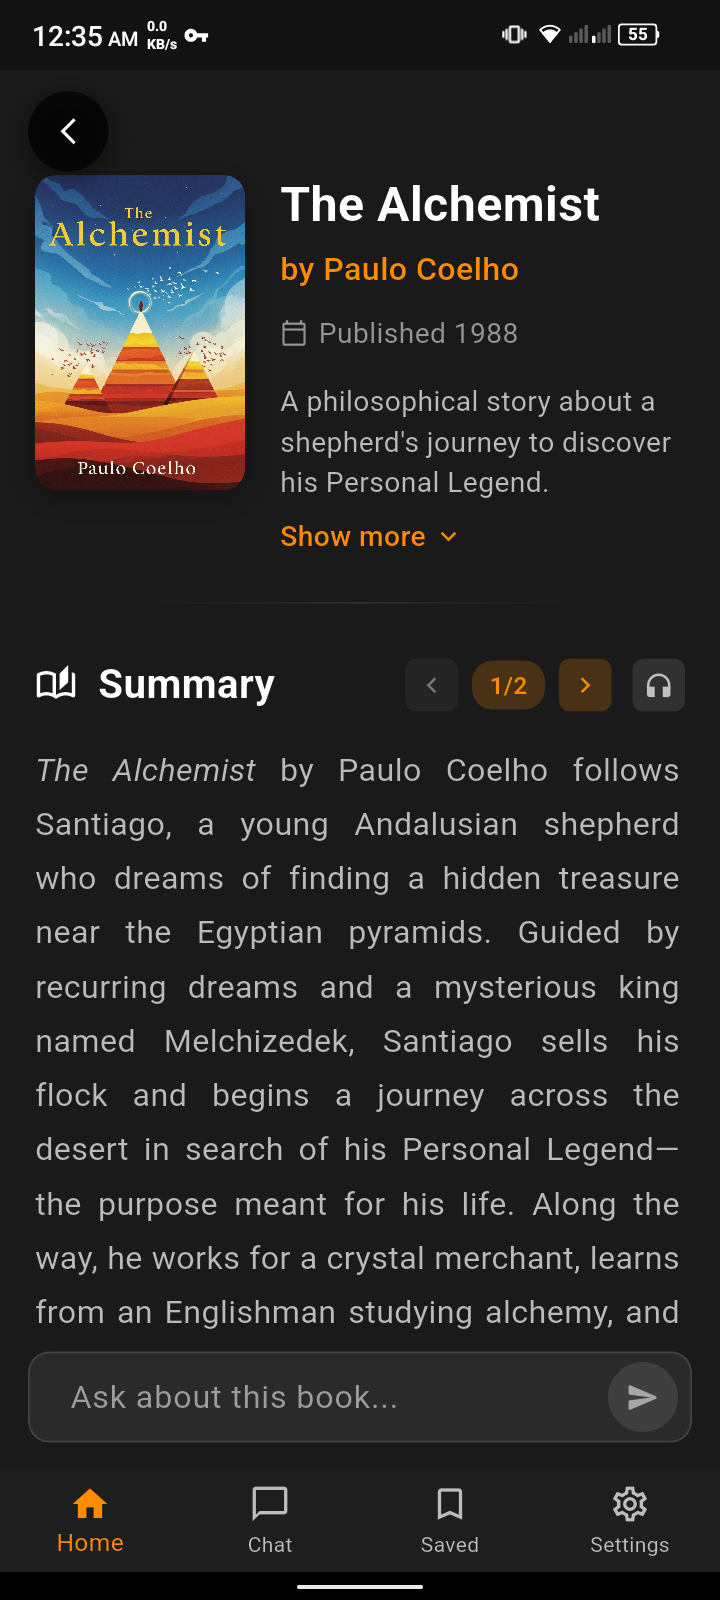 12:35 AM 0.0 KB/s
55
The
Alchemist
Paulo Coelho
The Alchemist
by Paulo Coelho
Published 1988
A philosophical story about a
shepherd's journey to discover
his Personal Legend.
Show more
Summary
1/2
The Alchemist by Paulo Coelho follows
Santiago, a young Andalusian shepherd
who dreams of finding a hidden treasure
near the Egyptian pyramids. Guided by
recurring dreams and a mysterious king
named Melchizedek, Santiago sells his
flock and begins a journey across the
desert in search of his Personal Legend—
the purpose meant for his life. Along the
way, he works for a crystal merchant, learns
from an Englishman studying alchemy, and
Ask about this book...
Home
Chat
Saved
Settings